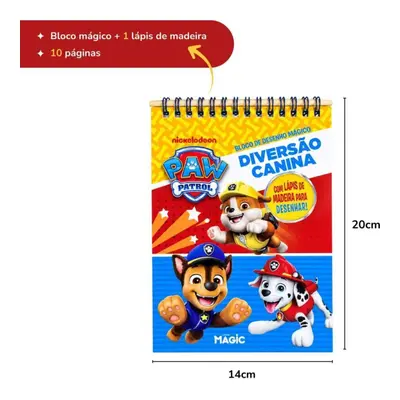 Bloco mágico + 1 lápis de madeira
10 páginas
nickelodeon
BLOCO DE DESENHO MÁGICO
DIVERSÃO
CANINA
PAW
PATROL
COM LÁPIS DE
MADEIRA PARA
DESENHAR!
20cm
MAGIC
14cm